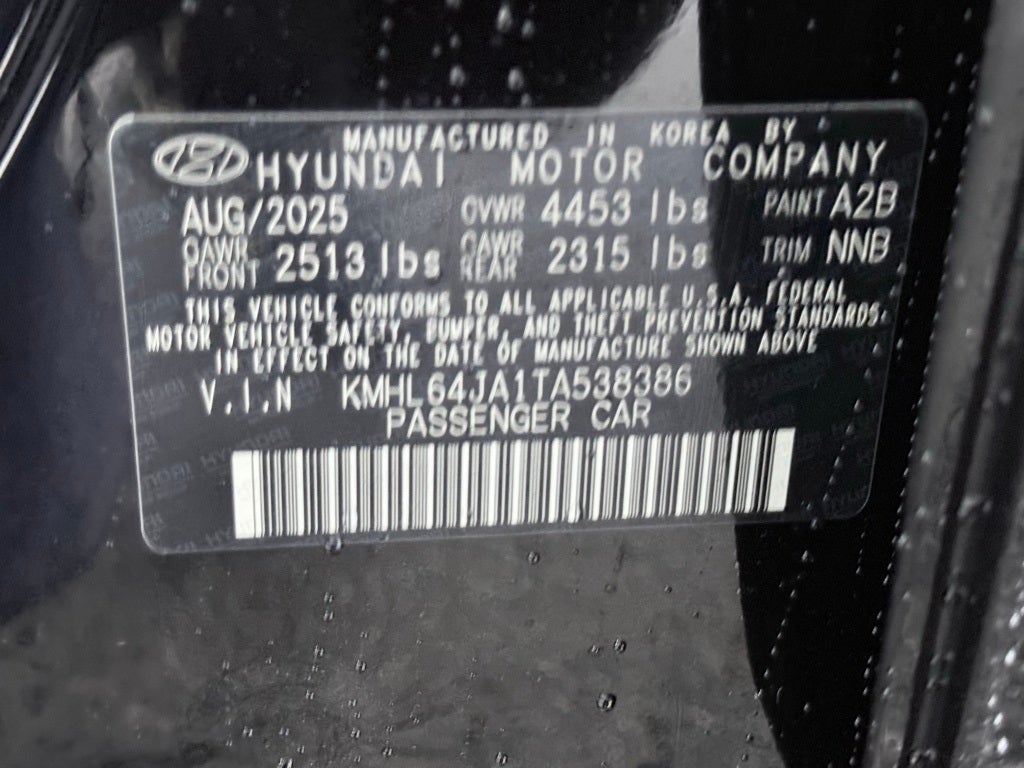 MANUFACTURED IN KOREA BY
HYUNDAI MOTOR COMPANY
AUG/2025 GVWR 4453 lbs PAINT A2B
GAWR FRONT 2513 lbs GAWR REAR 2315 lbs TRIM NNB
THIS VEHICLE CONFORMS TO ALL APPLICABLE U.S.A. FEDERAL
MOTOR VEHICLE SAFETY, BUMPER, AND THEFT PREVENTION STANDARDS
IN EFFECT ON THE DATE OF MANUFACTURE SHOWN ABOVE
V.I.N KMHL64JA1TA538386
PASSENGER CAR